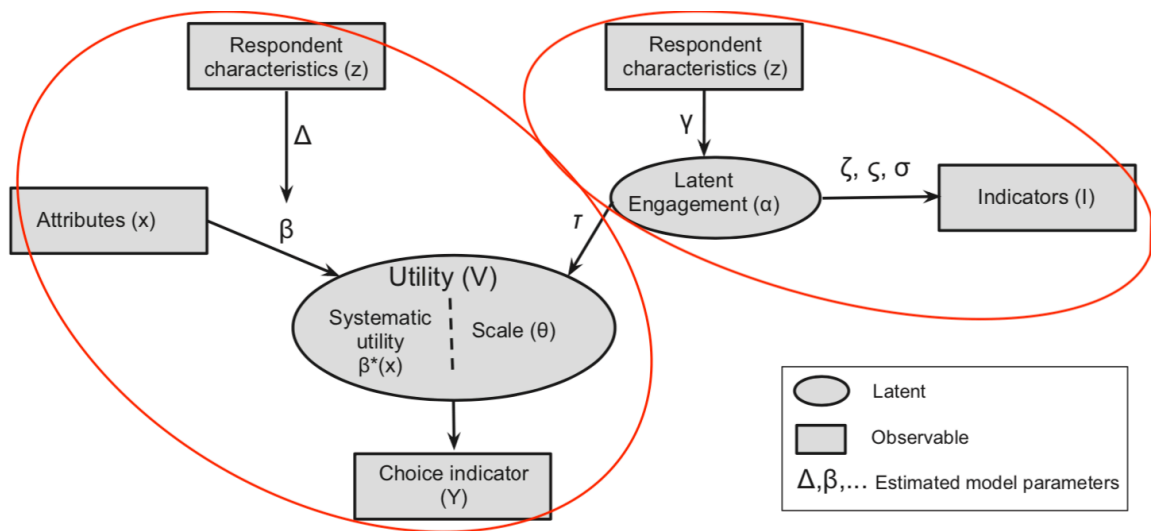 Respondent
characteristics (z)
Δ
Attributes (x)
β
Utility (V)
Systematic
utility
β*(x)
Scale (θ)
Choice indicator
(Y)
Respondent
characteristics (z)
γ
Latent
Engagement (α)
ζ, ς, σ
Indicators (I)
τ
Latent
Observable
Δ,β,... Estimated model parameters